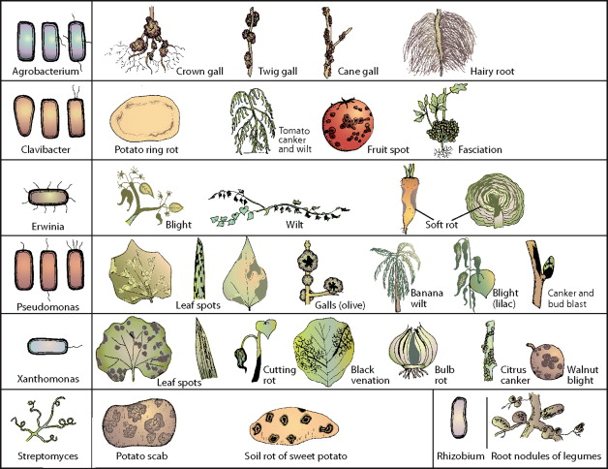 Agrobacterium
Crown gall
Twig gall
Cane gall
Hairy root
Clavibacter
Potato ring rot
Tomato
canker
and wilt
Fruit spot
Fasciation
Erwinia
Blight
Wilt
Soft rot
Pseudomonas
Leaf spots
Galls (olive)
Banana
wilt
Blight
(lilac)
Canker and
bud blast
Xanthomonas
Leaf spots
Cutting
rot
Black
venation
Bulb
rot
Citrus
canker
Walnut
blight
Streptomyces
Potato scab
Soil rot of sweet potato
Rhizobium
Root nodules of legumes